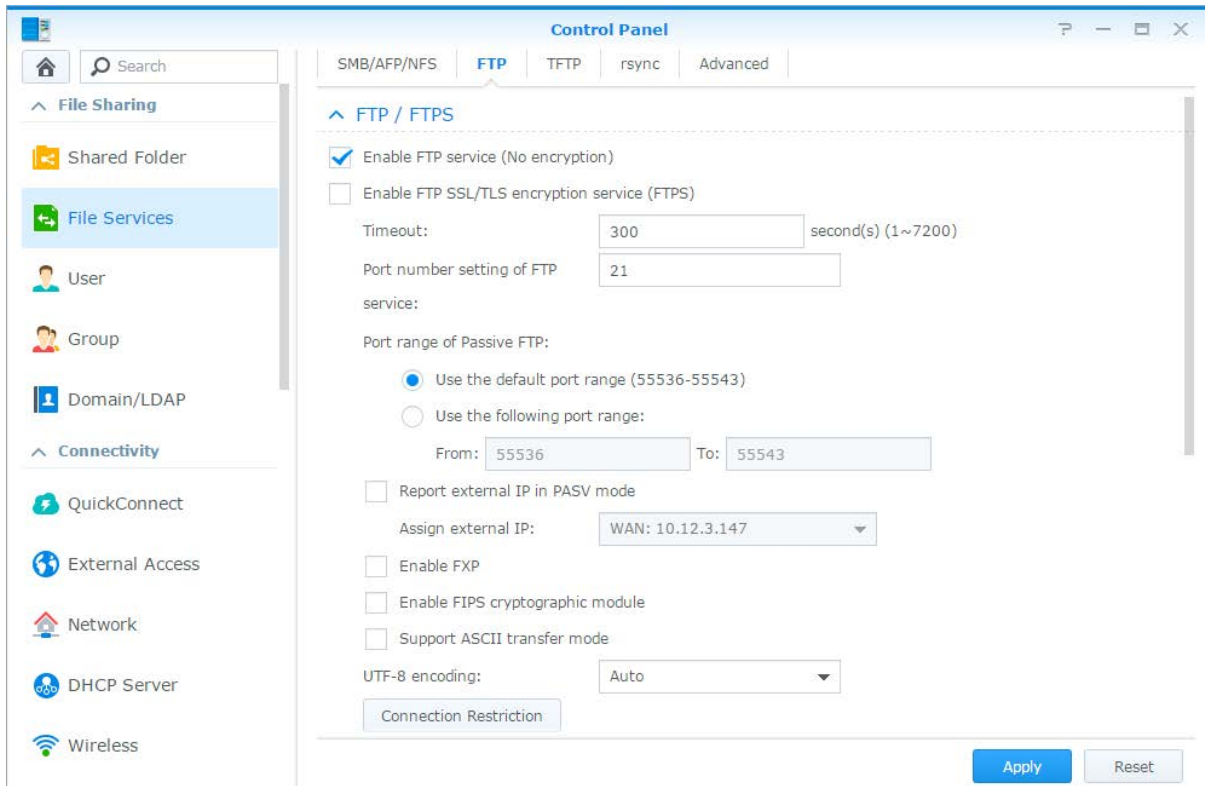 Control Panel
Search
File Sharing
Shared Folder
File Services
User
Group
Domain/LDAP
Connectivity
QuickConnect
External Access
Network
DHCP Server
Wireless
SMB/AFP/NFS FTP TFTP rsync Advanced
FTP / FTPS
Enable FTP service (No encryption)
Enable FTP SSL/TLS encryption service (FTPS)
Timeout: 300 second(s) (1~7200)
Port number setting of FTP 21
service:
Port range of Passive FTP:
Use the default port range (55536-55543)
Use the following port range:
From: 55536 To: 55543
Report external IP in PASV mode
Assign external IP: WAN: 10.12.3.147
Enable FXP
Enable FIPS cryptographic module
Support ASCII transfer mode
UTF-8 encoding: Auto
Connection Restriction
Apply Reset